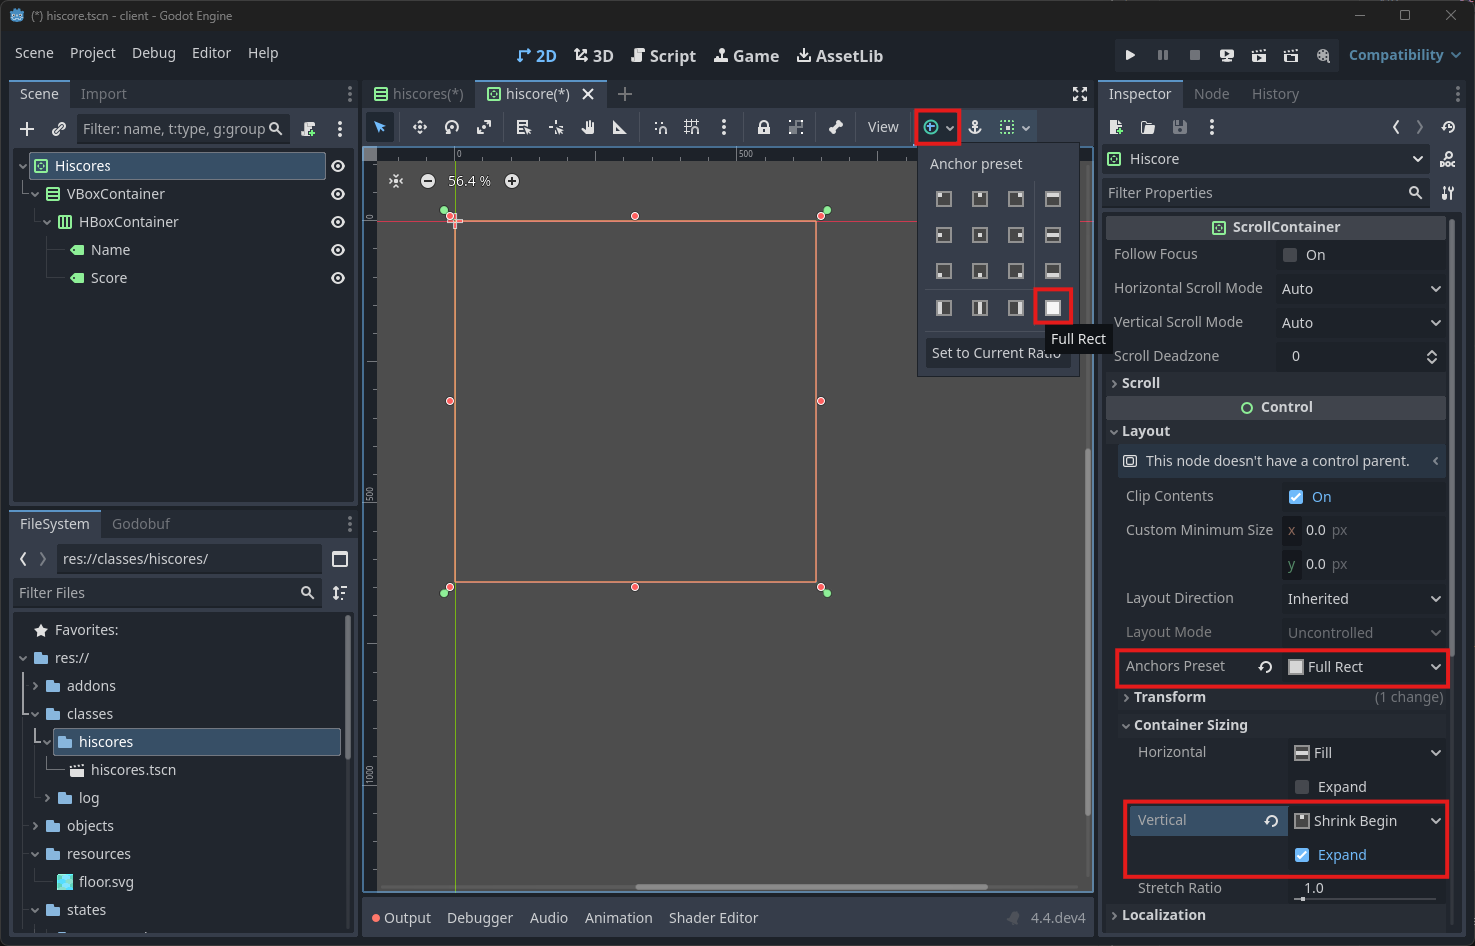 (*) hiscore.tscn - client - Godot Engine
Scene Project Debug Editor Help
2D 3D Script Game AssetLib
Compatibility
Scene Import
Filter: name, t:type, g:group
Hiscores
VBoxContainer
HBoxContainer
Name
Score
FileSystem Godobuf
res://classes/hiscores/
Filter Files
Favorites:
res://
addons
classes
hiscores
hiscores.tscn
log
objects
resources
floor.svg
states
hiscores(*) hiscore(*)
View
0 500
56.4 %
0
500
1000
Anchor preset
Full Rect
Set to Current Ratio
Output Debugger Audio Animation Shader Editor
4.4.dev4
Inspector Node History
Hiscore
Filter Properties
ScrollContainer
Follow Focus On
Horizontal Scroll Mode Auto
Vertical Scroll Mode Auto
Scroll Deadzone 0
Scroll
Control
Layout
This node doesn't have a control parent.
Clip Contents On
Custom Minimum Size x 0.0 px
y 0.0 px
Layout Direction Inherited
Layout Mode Uncontrolled
Anchors Preset Full Rect
Transform (1 change)
Container Sizing
Horizontal Fill
Expand
Vertical Shrink Begin
Expand
Stretch Ratio 1.0
Localization